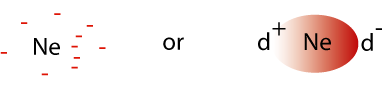 Ne or d+ Ne d-